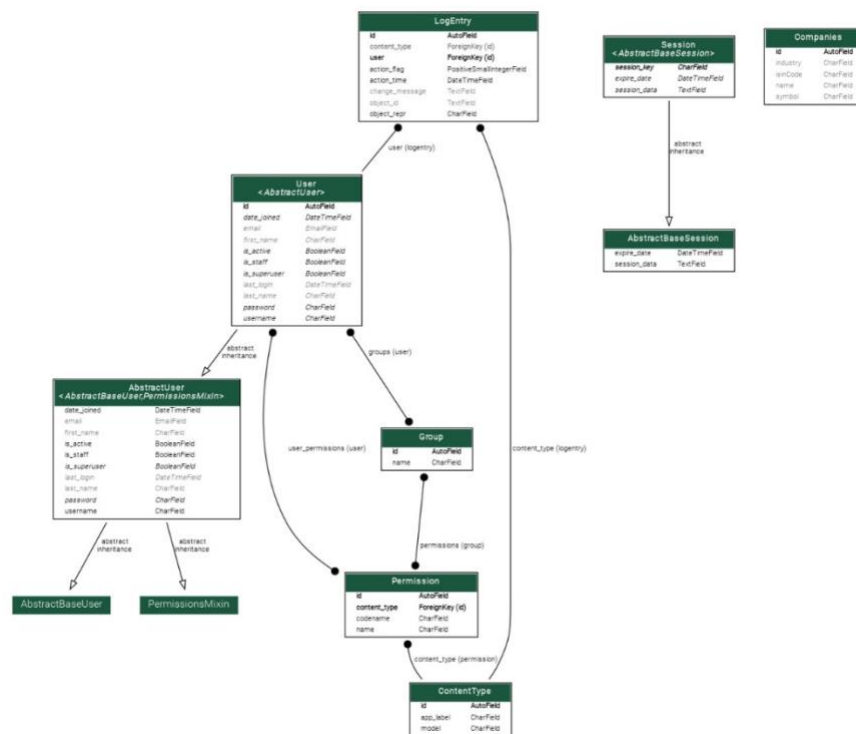 LogEntry
id AutoField
content_type ForeignKey (id)
user ForeignKey (id)
action_flag PositiveSmallIntegerField
action_time DateTimeField
change_message TextField
object_id TextField
object_repr CharField
Session
<AbstractBaseSession>
session_key CharField
expire_date DateTimeField
session_data TextField
Companies
id AutoField
industry CharField
isinCode CharField
name CharField
symbol CharField
user (logentry)
abstract
inheritance
User
<AbstractUser>
id AutoField
date_joined DateTimeField
email EmailField
first_name CharField
is_active BooleanField
is_staff BooleanField
is_superuser BooleanField
last_login DateTimeField
last_name CharField
password CharField
username CharField
AbstractBaseSession
expire_date DateTimeField
session_data TextField
abstract
inheritance
groups (user)
AbstractUser
<AbstractBaseUser,PermissionsMixin>
date_joined DateTimeField
email EmailField
first_name CharField
is_active BooleanField
is_staff BooleanField
is_superuser BooleanField
last_login DateTimeField
last_name CharField
password CharField
username CharField
Group
id AutoField
name CharField
user_permissions (user)
content_type (logentry)
abstract
inheritance
abstract
inheritance
permissions (group)
AbstractBaseUser
PermissionsMixin
Permission
id AutoField
content_type ForeignKey (id)
codename CharField
name CharField
content_type (permission)
ContentType
id AutoField
app_label CharField
model CharField